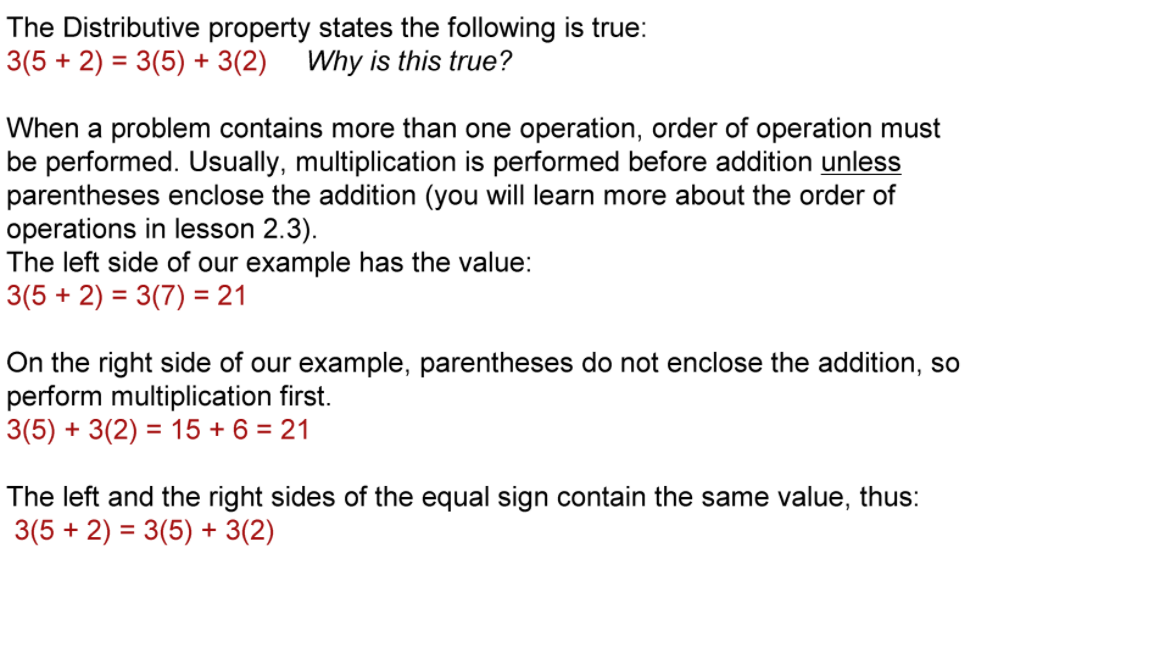 The Distributive property states the following is true:
3(5 + 2) = 3(5) + 3(2) Why is this true?
When a problem contains more than one operation, order of operation must
be performed. Usually, multiplication is performed before addition unless
parentheses enclose the addition (you will learn more about the order of
operations in lesson 2.3).
The left side of our example has the value:
3(5 + 2) = 3(7) = 21
On the right side of our example, parentheses do not enclose the addition, so
perform multiplication first.
3(5) + 3(2) = 15 + 6 = 21
The left and the right sides of the equal sign contain the same value, thus:
3(5 + 2) = 3(5) + 3(2)